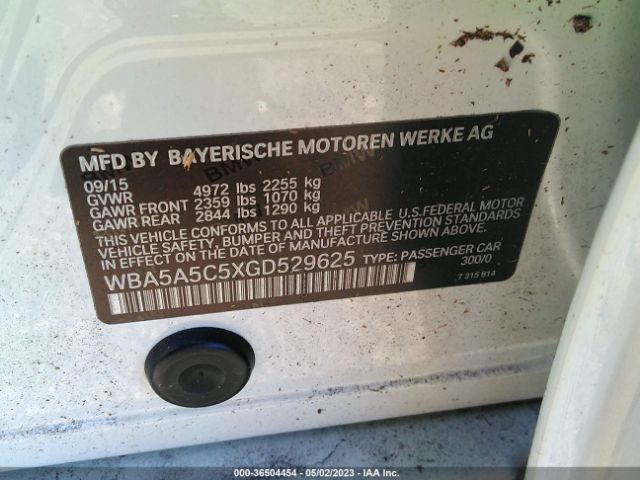 MFD BY BAYERISCHE MOTOREN WERKE AG
09/15
GVWR 4972 lbs 2255 kg
GAWR FRONT 2359 lbs 1070 kg
GAWR REAR 2844 lbs 1290 kg
THIS VEHICLE CONFORMS TO ALL APPLICABLE U.S.FEDERAL MOTOR
VEHICLE SAFETY, BUMPER, AND THEFT PREVENTION STANDARDS
IN EFFECT ON THE DATE OF MANUFACTURE SHOWN ABOVE.
WBA5A5C5XGD529625 TYPE: PASSENGER CAR
300/0
7 315 814
000-36504454 - 05/02/2023 - IAA Inc.